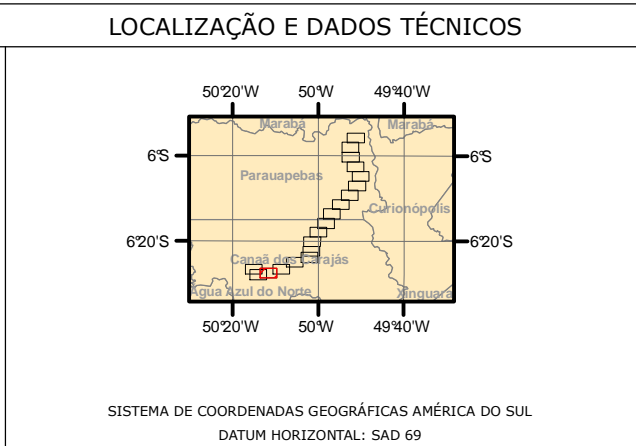 LOCALIZAÇÃO E DADOS TÉCNICOS
50°20'W 50°W 49°40'W
Marabá Marabá
6°S 6°S
Parauapebas
Curionópolis
6°20'S 6°20'S
Canaã dos Carajás
Água Azul do Norte Xinguara
50°20'W 50°W 49°40'W
SISTEMA DE COORDENADAS GEOGRÁFICAS AMÉRICA DO SUL
DATUM HORIZONTAL: SAD 69